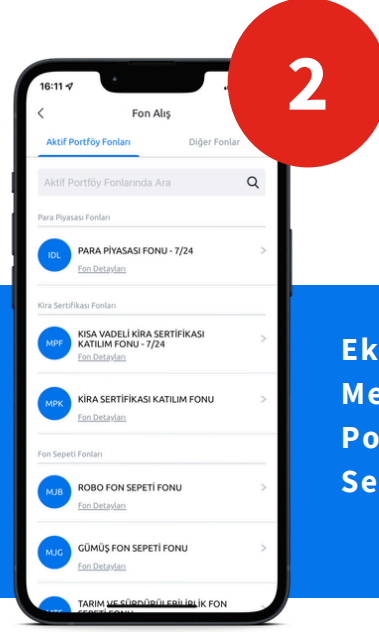 2
16:11
Fon Alış
Aktif Portföy Fonları
Diğer Fonlar
Aktif Portföy Fonlarında Ara
Para Piyasası Fonları
IDL
PARA PİYASASI FONU - 7/24
Fon Detayları
Kira Sertifikası Fonları
MPF
KISA VADELİ KİRA SERTİFİKASI
KATILIM FONU - 7/24
Fon Detayları
MPK
KİRA SERTİFİKASI KATILIM FONU
Fon Detayları
Fon Sepeti Fonları
MJB
ROBO FON SEPETİ FONU
Fon Detayları
MJG
GÜMÜŞ FON SEPETİ FONU
Fon Detayları
TARIM VE SÜRDÜRÜLEBİLİRLİK FON
SEPETİ FONU
Ek
Me
Po
Se